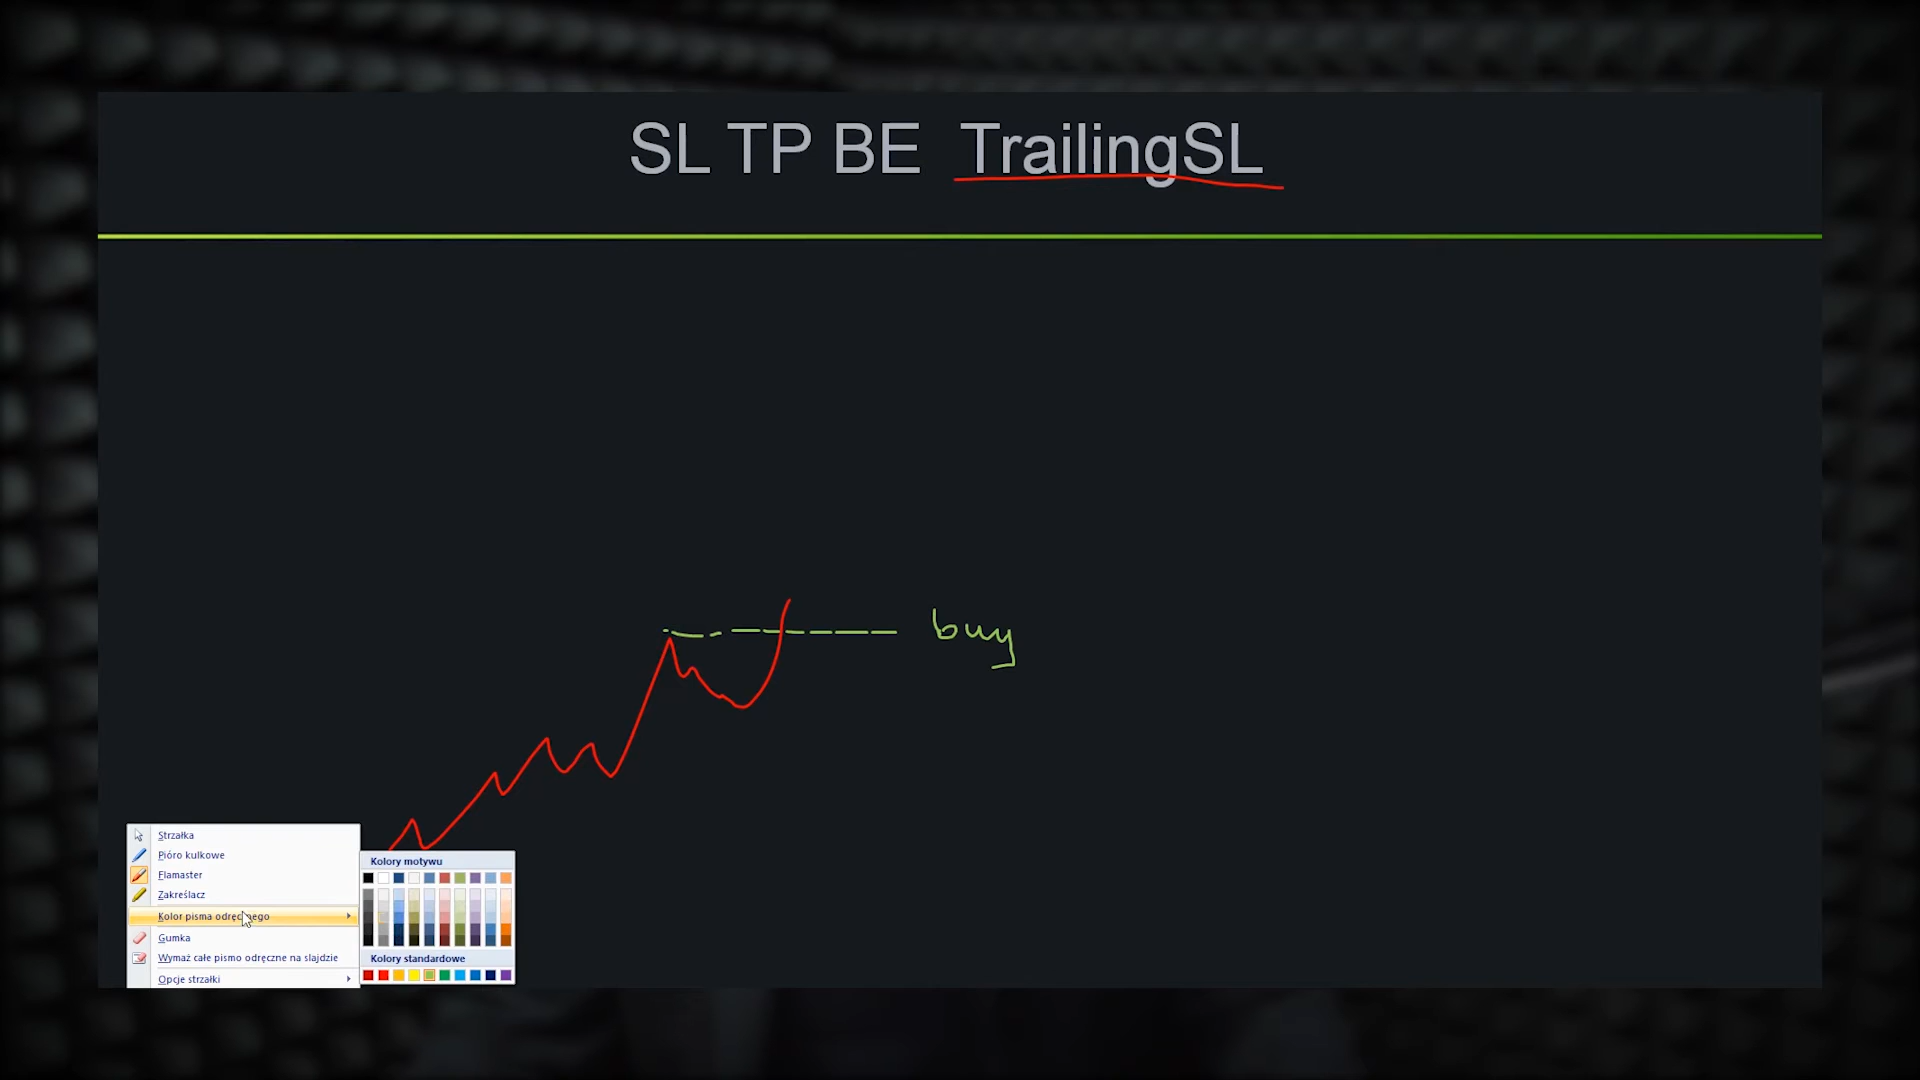 SL TP BE TrailingSL
buy
Strzałka
Pióro kulkowe
Flamaster
Zakreślacz
Kolor pisma odręcznego
Gumka
Wymaż całe pismo odręczne na slajdzie
Opcje strzałki
Kolory motywu
Kolory standardowe